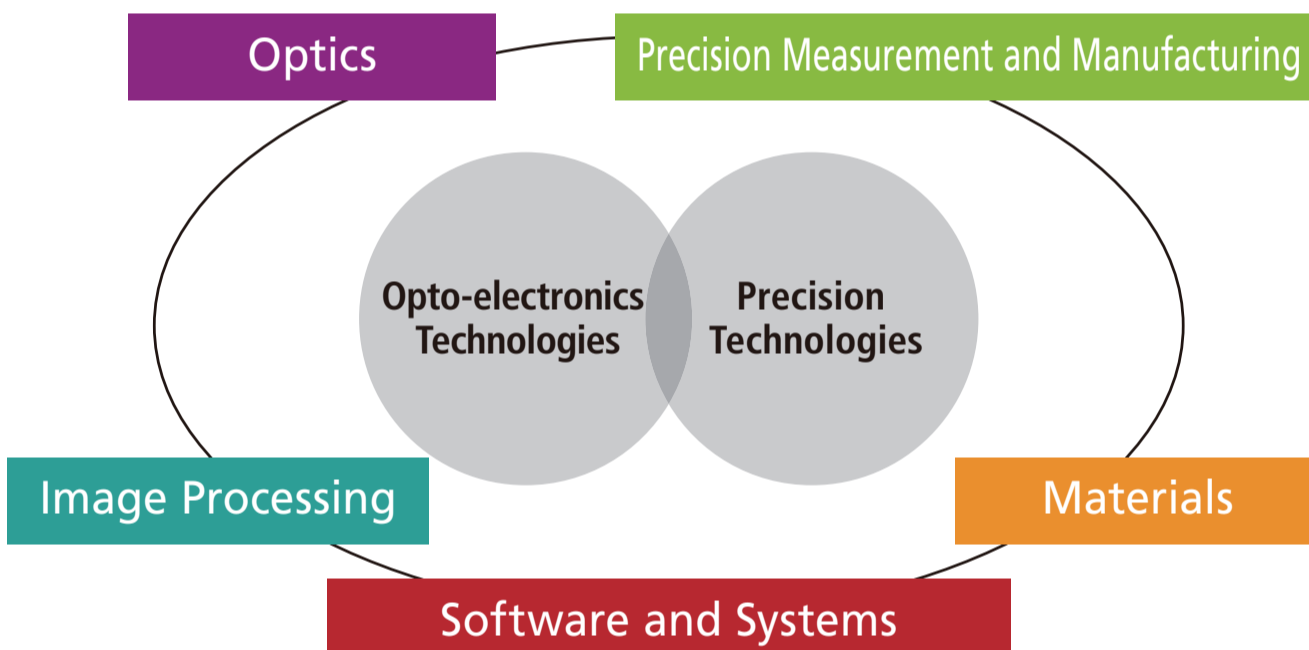 Optics
Precision Measurement and Manufacturing
Opto-electronics
Technologies
Precision
Technologies
Image Processing
Materials
Software and Systems